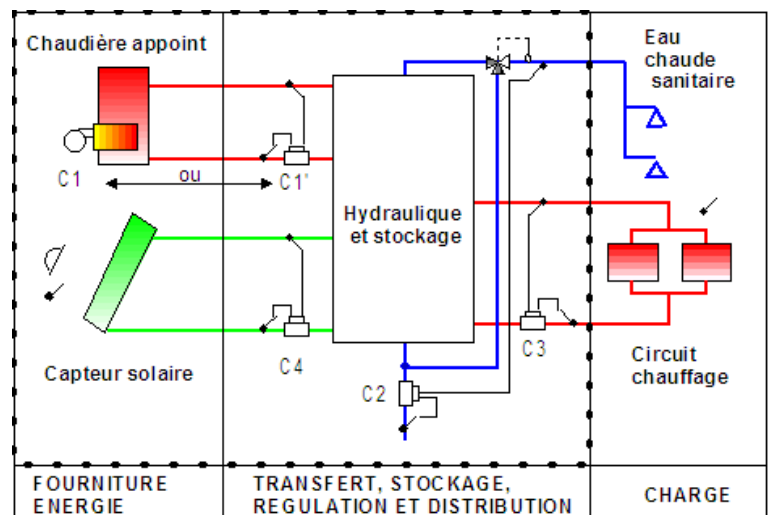 Chaudière appoint
C1
ou
C1'
Capteur solaire
C4
Hydraulique
et stockage
C2
C3
Eau
chaude
sanitaire
Circuit
chauffage
FOURNITURE
ENERGIE
TRANSFERT, STOCKAGE,
REGULATION ET DISTRIBUTION
CHARGE